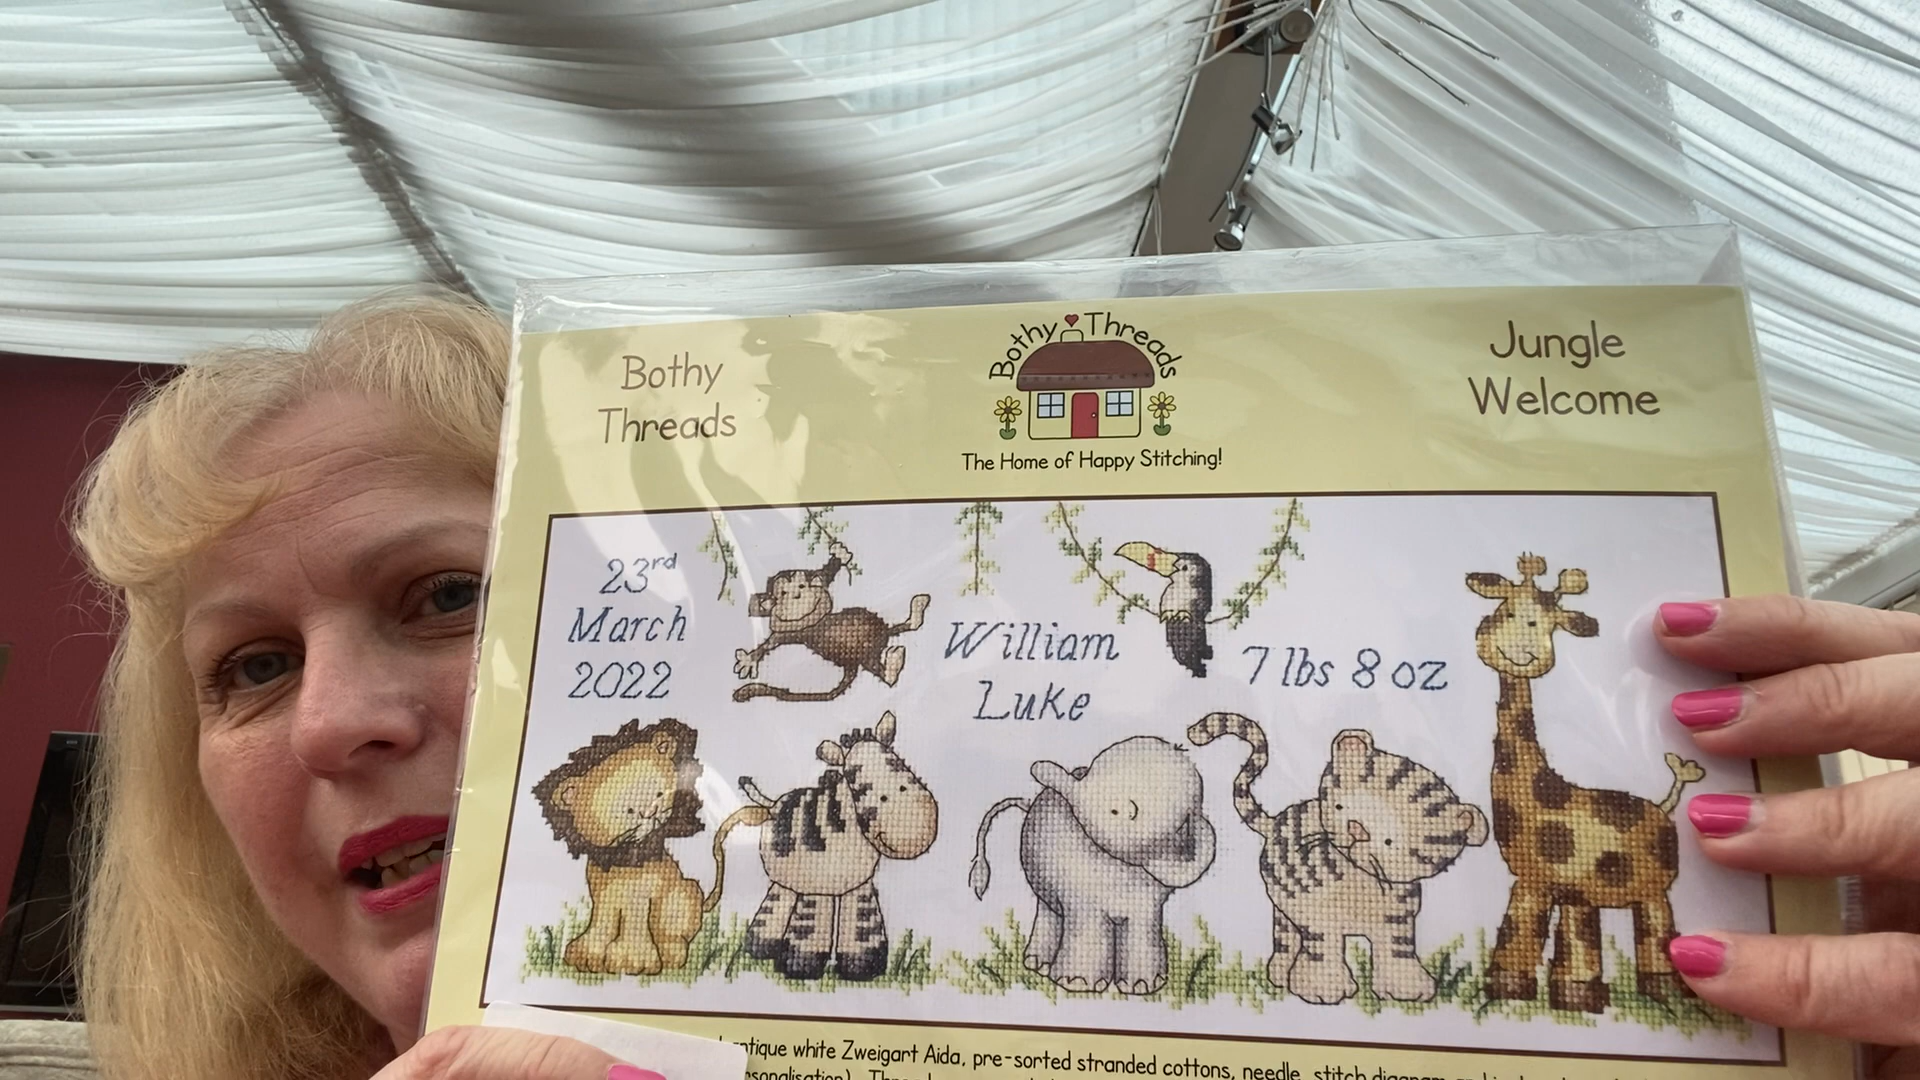 Bothy
Threads
Bothy Threads
The Home of Happy Stitching!
Jungle
Welcome
23rd
March
2022
William
Luke
7 lbs 8 oz
white Zweigart Aida, pre-sorted stranded cottons, needle, stitch diagram